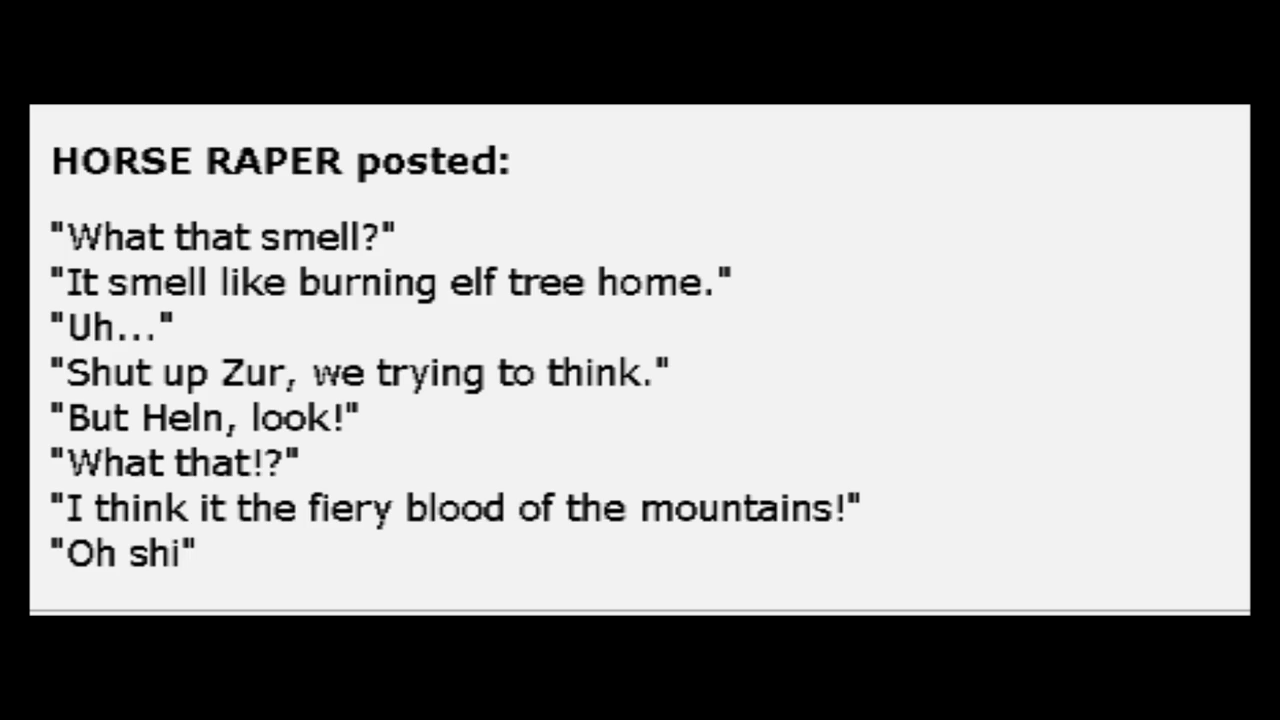 HORSE RAPER posted:
"What that smell?"
"It smell like burning elf tree home."
"Uh..."
"Shut up Zur, we trying to think."
"But Heln, look!"
"What that!?"
"I think it the fiery blood of the mountains!"
"Oh shi"